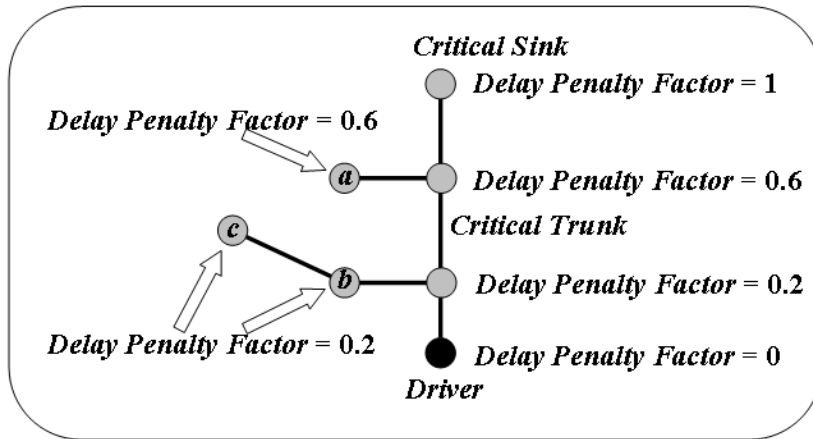 Critical Sink
Delay Penalty Factor = 1
Delay Penalty Factor = 0.6
a
Delay Penalty Factor = 0.6
c
Critical Trunk
b
Delay Penalty Factor = 0.2
Delay Penalty Factor = 0.2
Delay Penalty Factor = 0
Driver